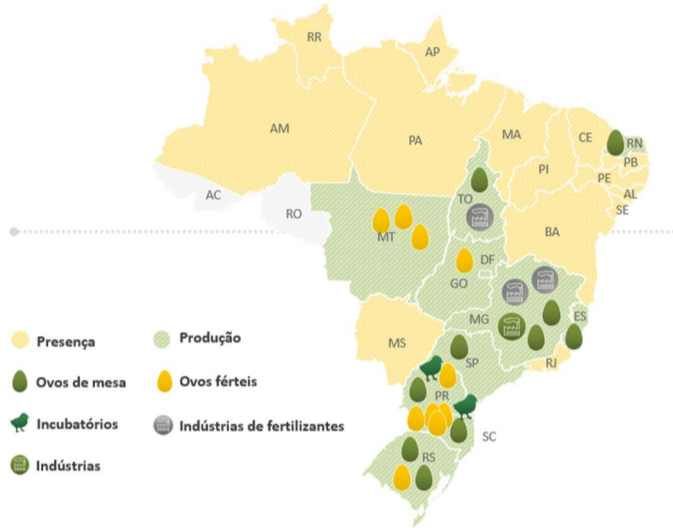 RR
AP
AM
PA
MA
CE
RN
PB
PI
PE
AL
SE
AC
TO
RO
BA
MT
DF
GO
MG
ES
MS
SP
RJ
PR
SC
RS
Presença
Produção
Ovos de mesa
Ovos férteis
Incubatórios
Indústrias de fertilizantes
Indústrias